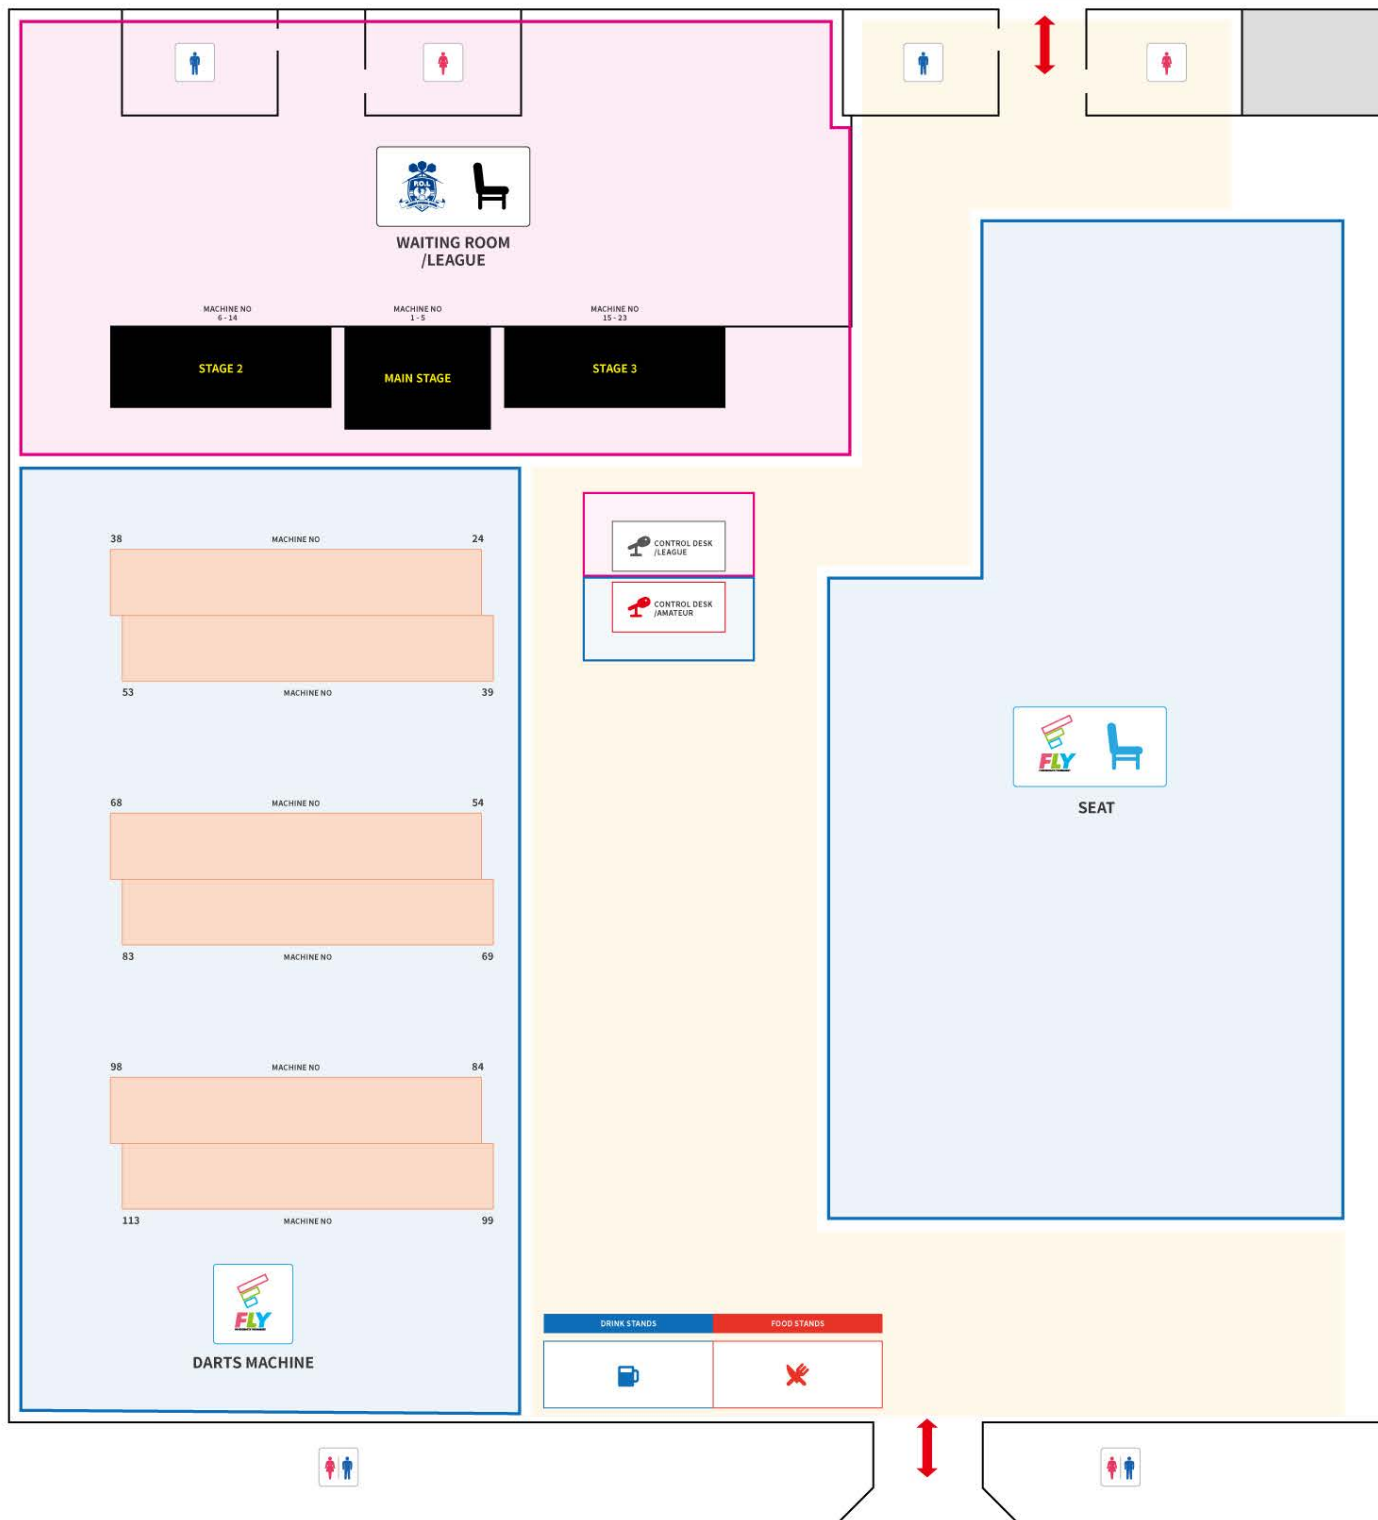 P.O.L
WAITING ROOM
/LEAGUE
MACHINE NO
6 - 14
MACHINE NO
1 - 5
MACHINE NO
15 - 23
STAGE 2
MAIN STAGE
STAGE 3
CONTROL DESK
/LEAGUE
CONTROL DESK
/AMATEUR
38 MACHINE NO 24
53 MACHINE NO 39
FLY
SEAT
68 MACHINE NO 54
83 MACHINE NO 69
98 MACHINE NO 84
113 MACHINE NO 99
FLY
DARTS MACHINE
DRINK STANDS
FOOD STANDS